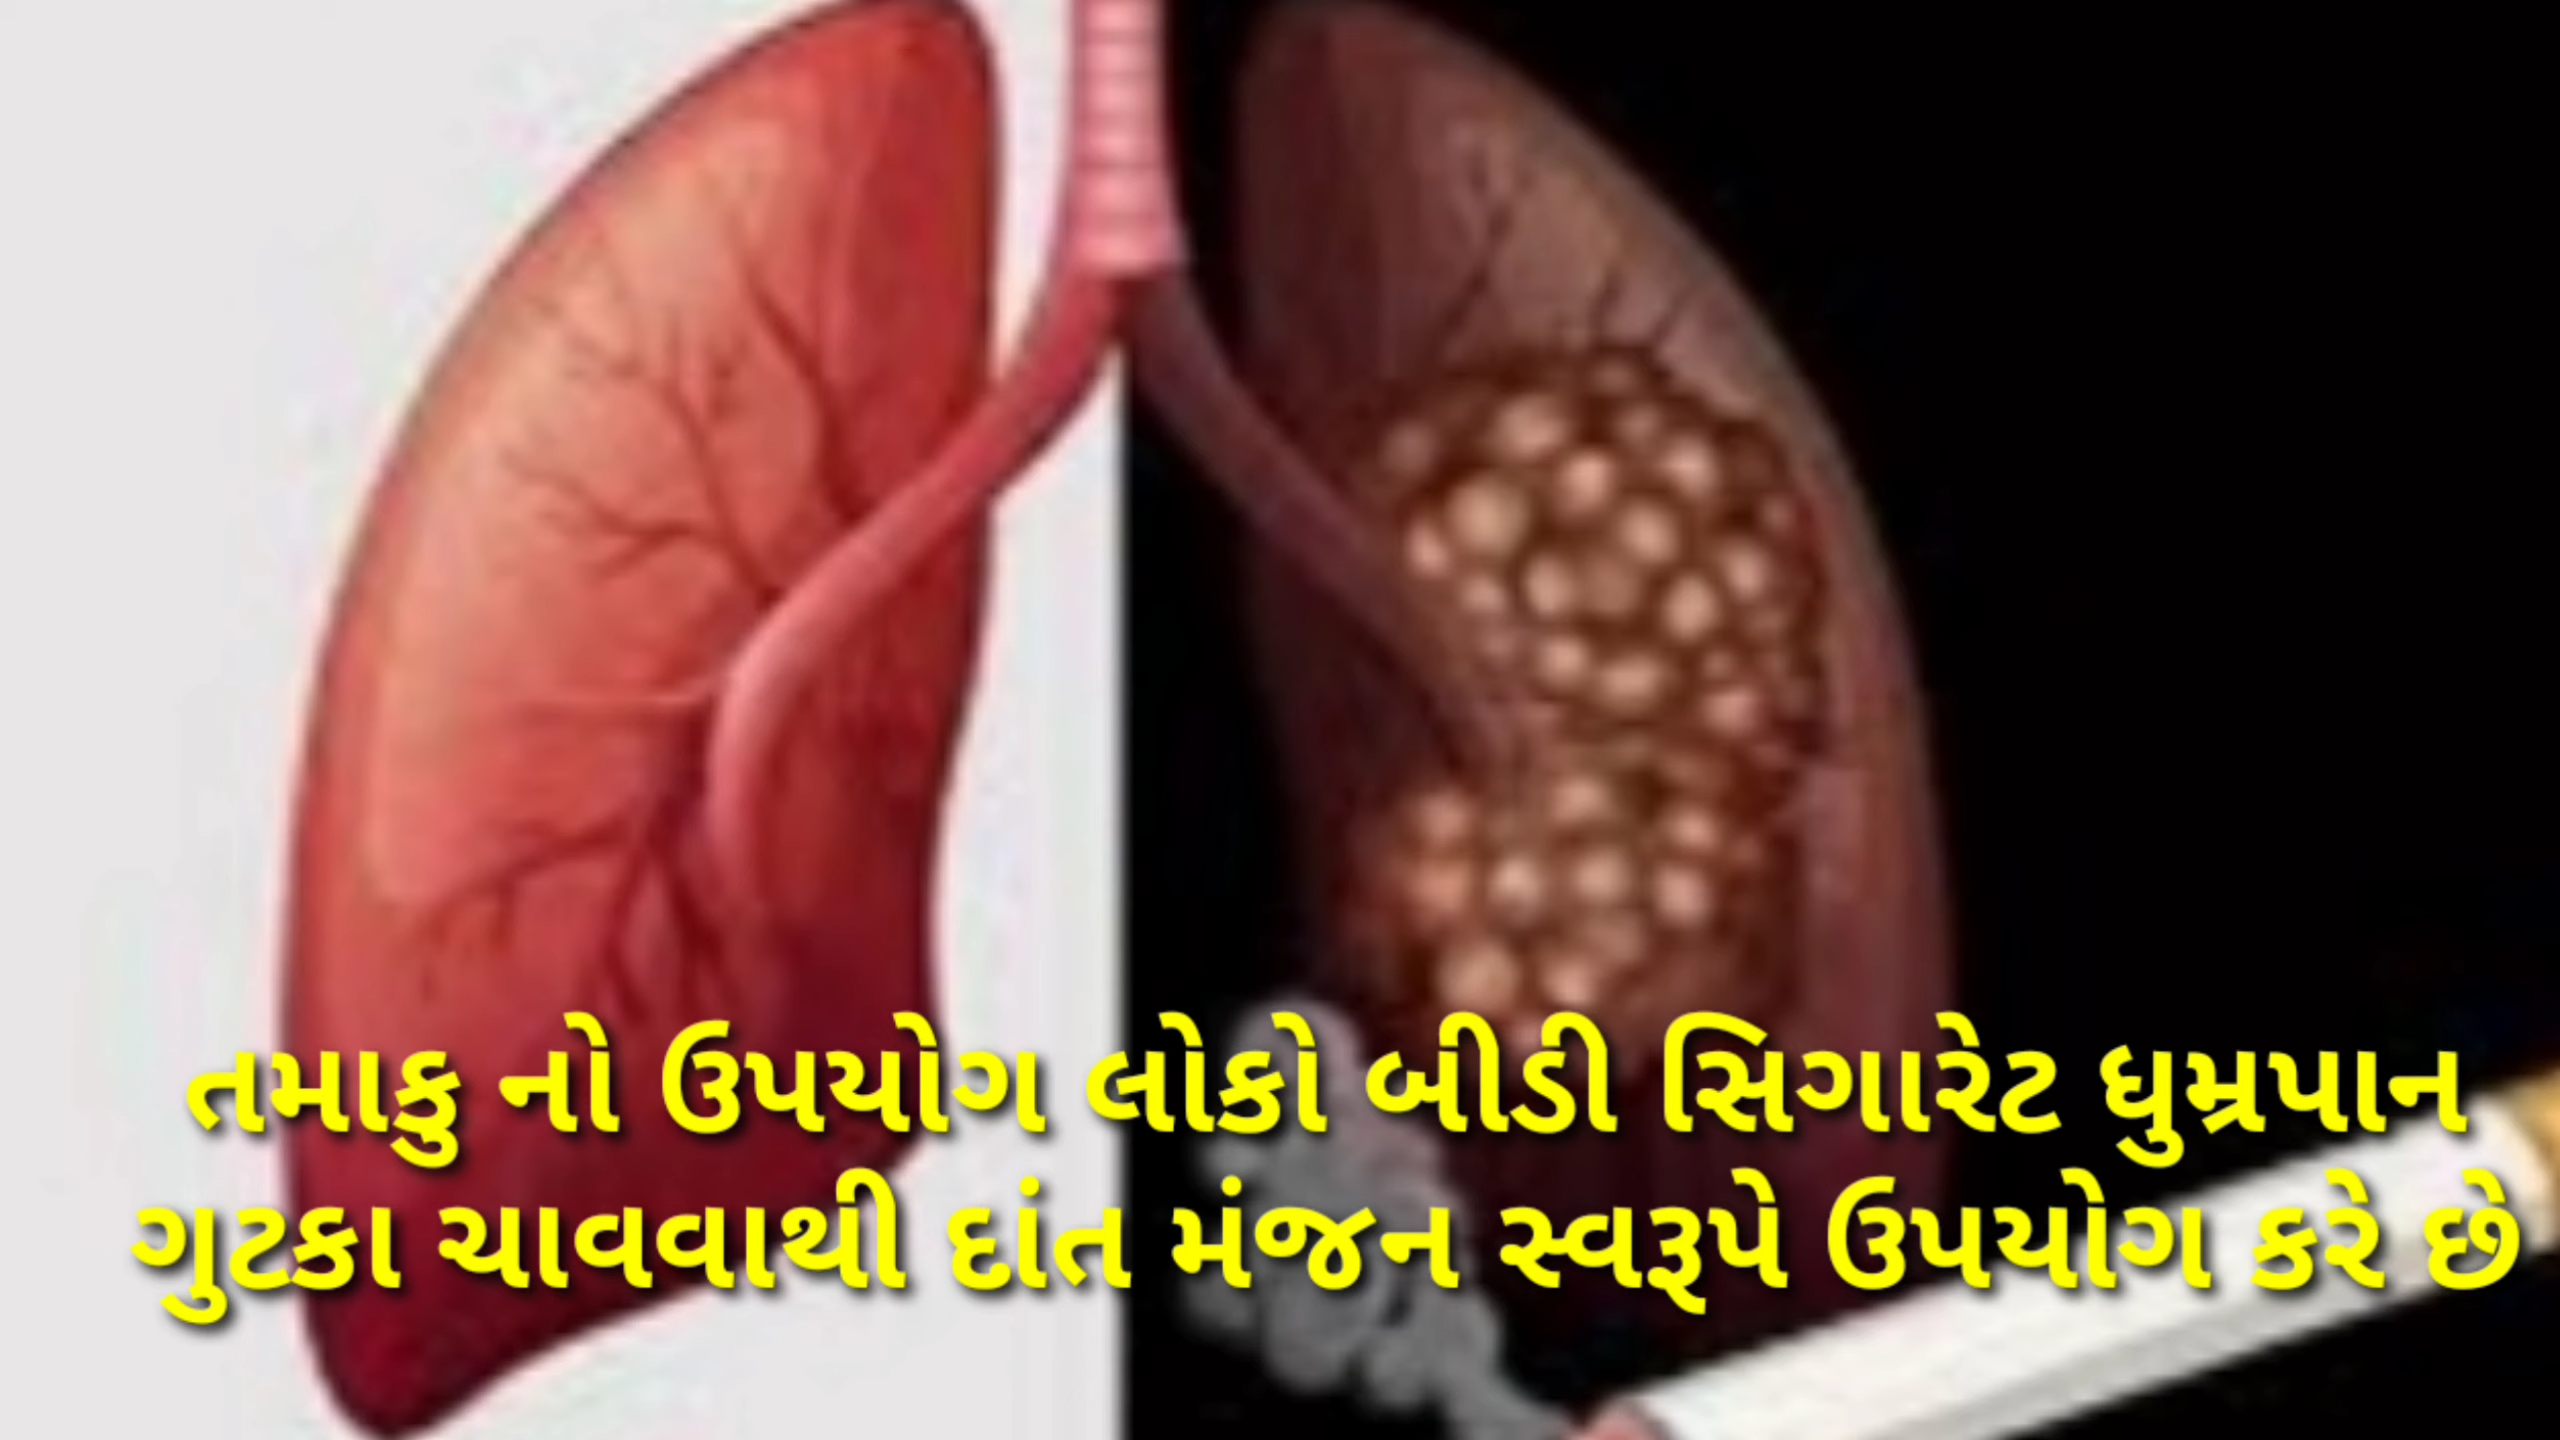 તમાકુ નો ઉપયોગ લોકો બીડી સિગારેટ ધુમ્રપાન
ગુટકા ચાવવાથી દાંત મંજન સ્વરૂપે ઉપયોગ કરે છે